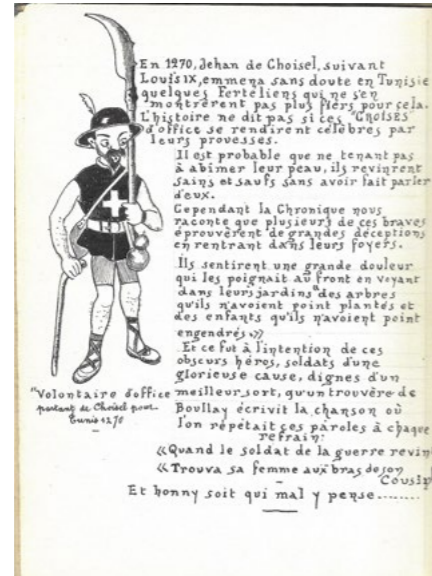 En 1270, Jehan de Choisel, suivant
Louis IX, emmena sans doute en Tunisie
quelques Ferteliens qui ne s'en
montrèrent pas plus fiers pour cela.
L'histoire ne dit pas si ces "CROISÉS"
d'office se rendirent célèbres par
leurs prouesses.
Il est probable que ne tenant pas
à abimer leur peau, ils revinrent
sains et saufs sans avoir fait parler
d'eux.
Cependant la Chronique nous
raconte que plusieurs de ces braves
éprouvèrent de grandes déceptions
en rentrant dans leurs foyers.
Ils sentirent une grande douleur
qui les poignait au front en voyant
dans leurs jardins "des arbres
qu'ils n'avoient point plantés et
des enfants qu'ils n'avoient point
engendrés.»
Et ce fut à l'intention de ces
obscurs héros, soldats d'une
glorieuse cause, dignes d'un
meilleur sort, qu'un trouvère de
Boullay écrivit la chanson où
l'on répétait ces paroles à chaque
refrain:
«Quand le soldat de la guerre revint
«Trouva sa femme aux bras de son
Cousin
Et honny soit qui mal y pense........
"Volontaire d'office
partant de Choisel pour
Tunis 1270